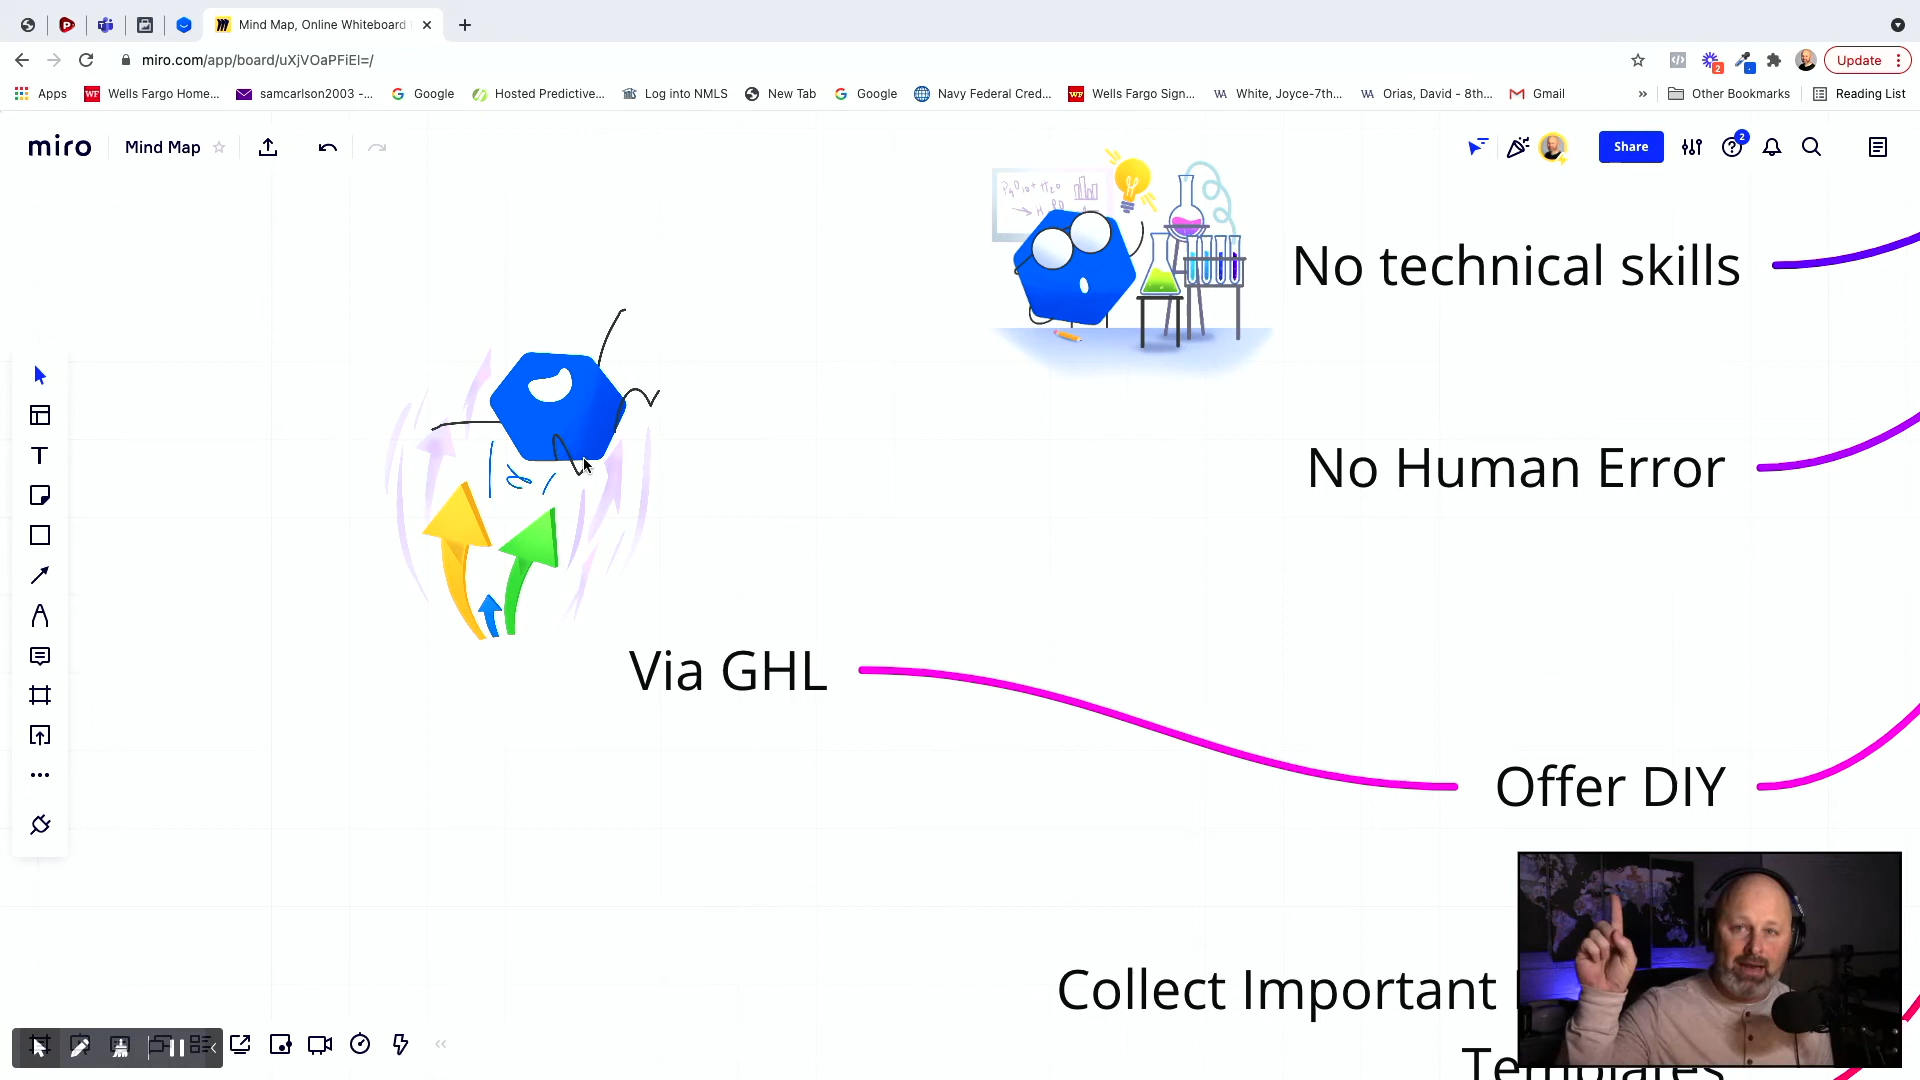 Mind Map, Online Whiteboard
miro.com/app/board/uXjVOaPFiEI=/
2
Update
Apps
Wells Fargo Home...
samcarlson2003 -...
Google
Hosted Predictive...
Log into NMLS
New Tab
Google
Navy Federal Cred...
Wells Fargo Sign...
White, Joyce-7th...
Orias, David - 8th...
Gmail
»
Other Bookmarks
Reading List
miro
Mind Map
Share
2
No technical skills
No Human Error
Via GHL
Offer DIY
Collect Important
Templates